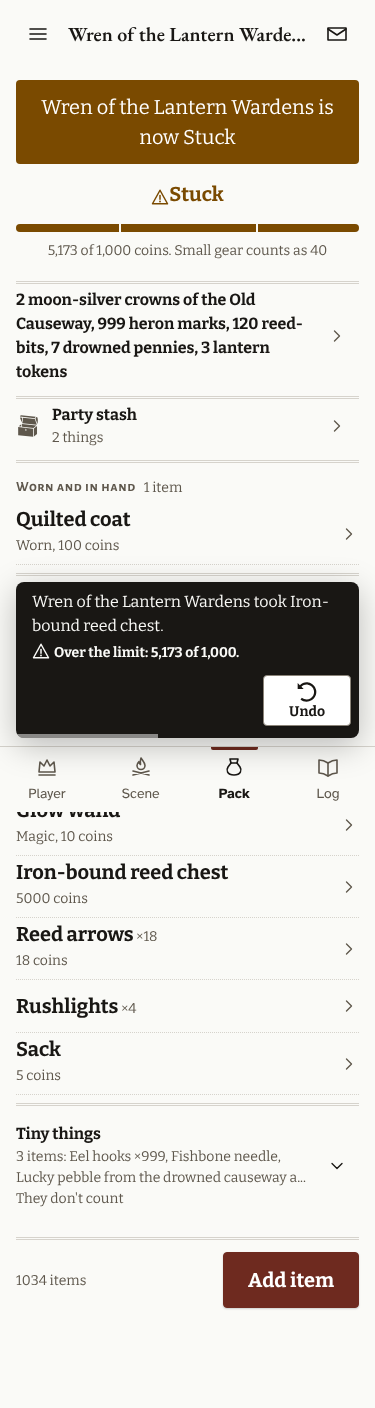 Wren of the Lantern Warde...
Wren of the Lantern Wardens is
now Stuck
Stuck
5,173 of 1,000 coins. Small gear counts as 40
2 moon-silver crowns of the Old
Causeway, 999 heron marks, 120 reed-
bits, 7 drowned pennies, 3 lantern
tokens
Party stash
2 things
Worn and in hand 1 item
Quilted coat
Worn, 100 coins
Wren of the Lantern Wardens took Iron-
bound reed chest.
Over the limit: 5,173 of 1,000.
Undo
Player
Scene
Pack
Log
Glow wand
Magic, 10 coins
Iron-bound reed chest
5000 coins
Reed arrows ×18
18 coins
Rushlights ×4
Sack
5 coins
Tiny things
3 items: Eel hooks ×999, Fishbone needle,
Lucky pebble from the drowned causeway a...
They don't count
1034 items
Add item